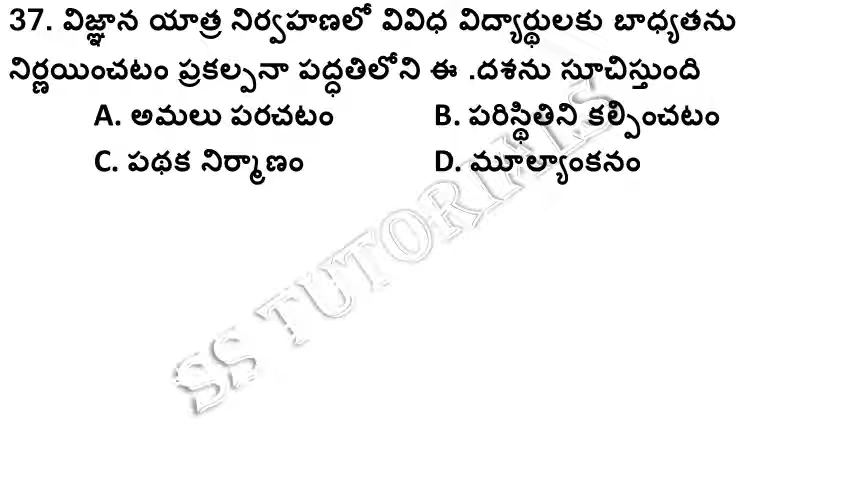 37. విజ్ఞాన యాత్ర నిర్వహణలో వివిధ విద్యార్థులకు బాధ్యతను
నిర్ణయించటం ప్రకల్పనా పద్ధతిలోని ఈ .దశను సూచిస్తుంది
A. అమలు పరచటం B. పరిస్థితిని కల్పించటం
C. పథక నిర్మాణం D. మూల్యాంకనం
SS TUTORIALS